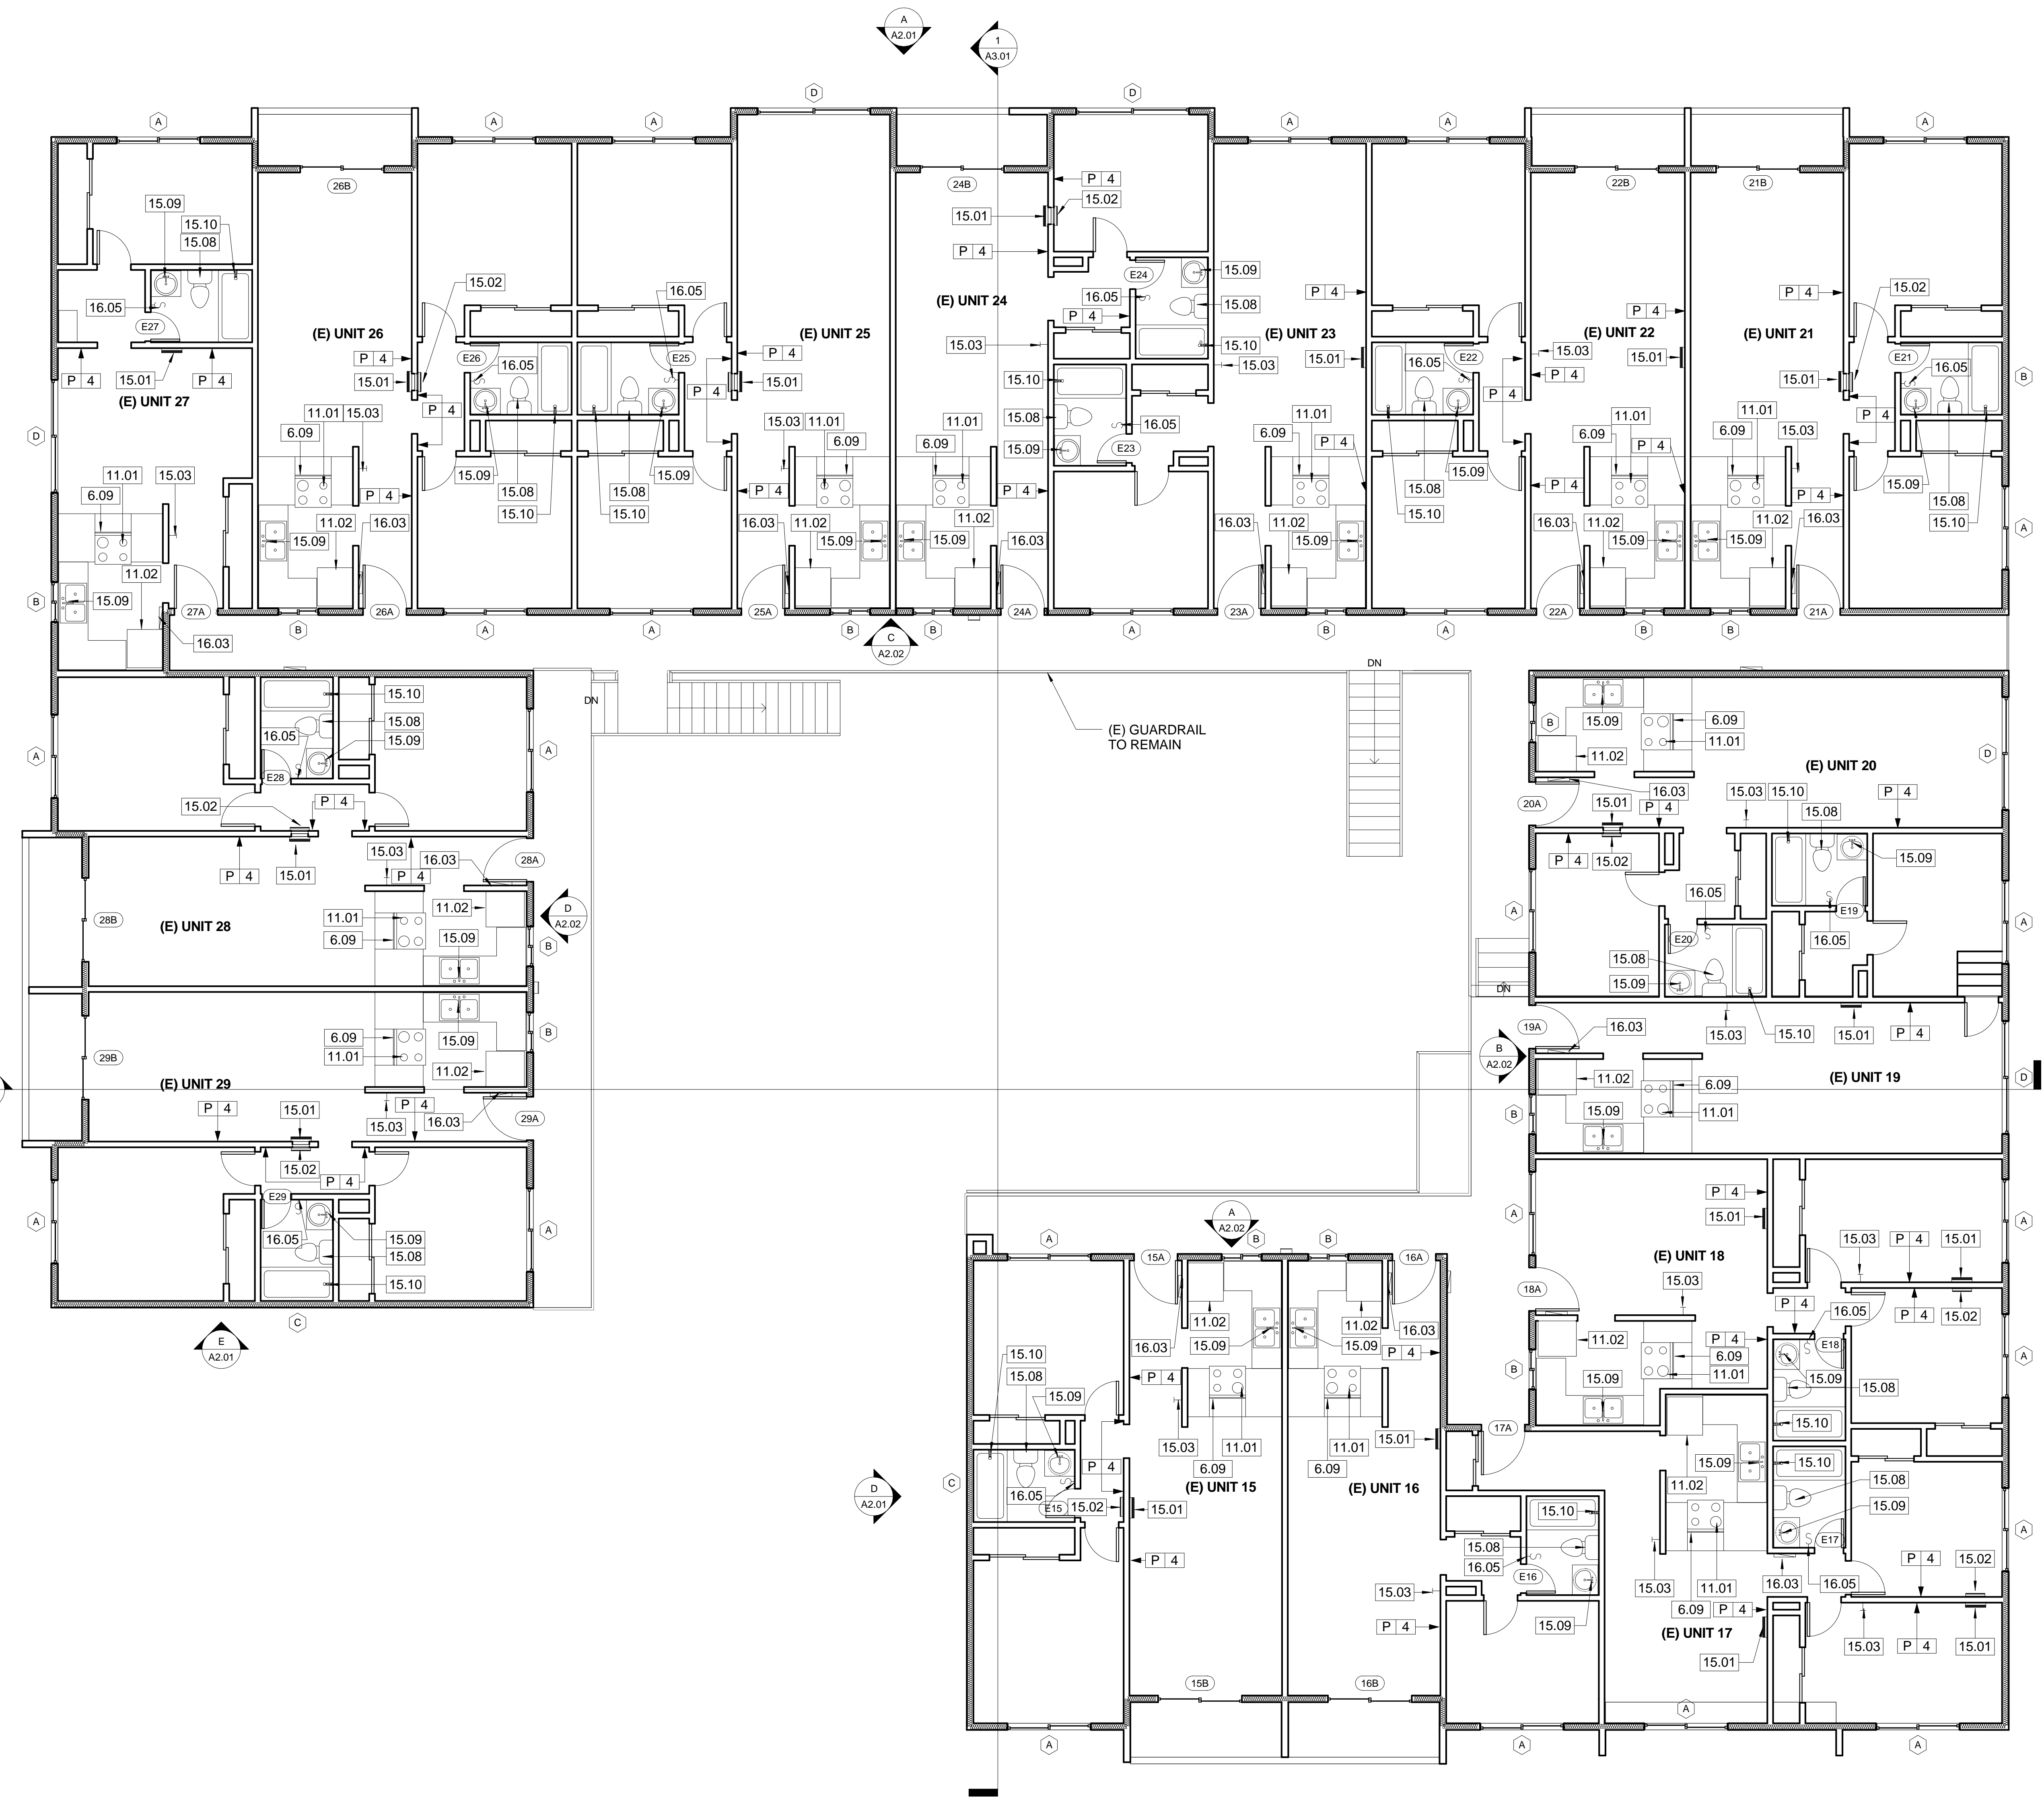 A
A2.01
1
A3.01
D
D
A
A
A
A
A
A
26B
24B
22B
21B
15.09
15.10
15.08
16.05
E27
P 4
15.01
P 4
(E) UNIT 27
D
11.01
15.03
6.09
11.02
B
15.09
27A
16.03
(E) UNIT 26
15.02
P 4
15.01
P 4
E26
16.05
11.01
15.03
6.09
P 4
15.09
15.08
15.10
11.02
16.03
15.09
26A
B
A
16.05
E25
(E) UNIT 25
P 4
P 4
15.01
15.03
11.01
6.09
15.09
15.08
15.10
P 4
16.03
11.02
15.09
25A
A
B
P 4
15.02
15.01
P 4
(E) UNIT 24
E24
15.09
16.05
15.08
P 4
15.03
15.10
11.01
6.09
P 4
11.02
16.03
15.09
24A
B
A
C
A2.02
P 4
(E) UNIT 23
15.01
15.03
15.10
15.08
16.05
15.09
E23
11.01
6.09
P 4
16.03
11.02
15.09
23A
B
A
P 4
(E) UNIT 22
15.03
15.01
E22
16.05
P 4
P 4
11.01
6.09
P 4
15.09
15.08
15.10
P 4
16.03
11.02
15.09
22A
B
P 4
(E) UNIT 21
15.02
15.01
E21
16.05
P 4
B
11.01
15.03
6.09
P 4
15.09
15.08
15.10
11.02
16.03
15.09
A
21A
B
DN
DN
(E) GUARDRAIL
TO REMAIN
15.10
15.08
16.05
15.09
A
A
E28
15.02
P 4
15.03
16.03
28A
P 4
15.01
P 4
28B
(E) UNIT 28
11.01
11.02
6.09
15.09
D
A2.02
B
29B
(E) UNIT 29
6.09
15.09
11.01
11.02
B
P 4
15.01
P 4
15.03
16.03
29A
15.02
P 4
E29
A
16.05
15.09
15.08
15.10
A
C
E
A2.01
15.09
6.09
B
11.01
11.02
D
(E) UNIT 20
16.03
20A
15.01
P 4
15.03
15.10
P 4
15.08
P 4
15.02
15.09
16.05
A
E19
A
E20
16.05
15.08
15.09
DN
19A
16.03
15.03
15.10
15.01
P 4
B
A2.02
11.02
6.09
(E) UNIT 19
D
15.09
11.01
B
P 4
A
15.01
A
(E) UNIT 18
15.03
P 4
15.01
15.03
18A
P 4
16.05
P 4
15.02
11.02
P 4
E18
6.09
11.01
B
15.09
15.09
15.08
A
15.10
A
A2.02
A
15A
B
B
16A
11.02
11.02
16.03
15.09
15.09
16.03
P 4
15.10
P 4
15.08
15.09
15.03
11.01
11.01
15.01
6.09
6.09
17A
P 4
C
D
A2.01
(E) UNIT 15
(E) UNIT 16
16.05
15.02
E15
15.01
15.10
P 4
15.08
16.05
E16
15.03
15.09
P 4
15.09
15.10
11.02
15.08
15.09
E17
A
P 4
15.02
15.03
11.01
16.03
16.05
6.09
P 4
(E) UNIT 17
15.01
15.03
P 4
15.01
15B
16B
A
A
A
A